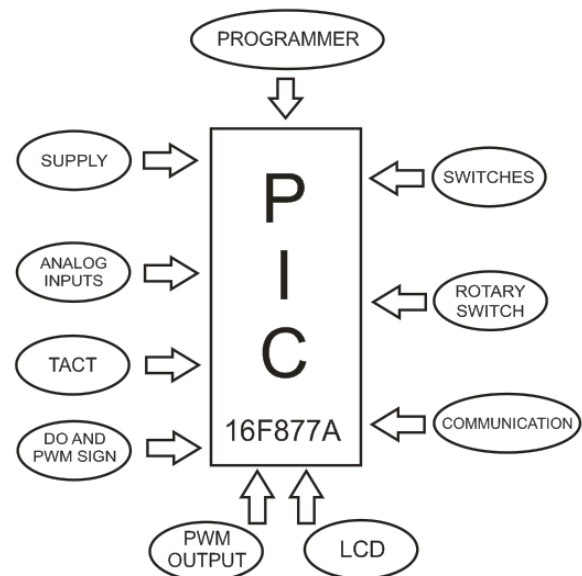 PROGRAMMER
SUPPLY
ANALOG
INPUTS
TACT
DO AND
PWM SIGN
P
I
C
16F877A
SWITCHES
ROTARY
SWITCH
COMMUNICATION
PWM
OUTPUT
LCD